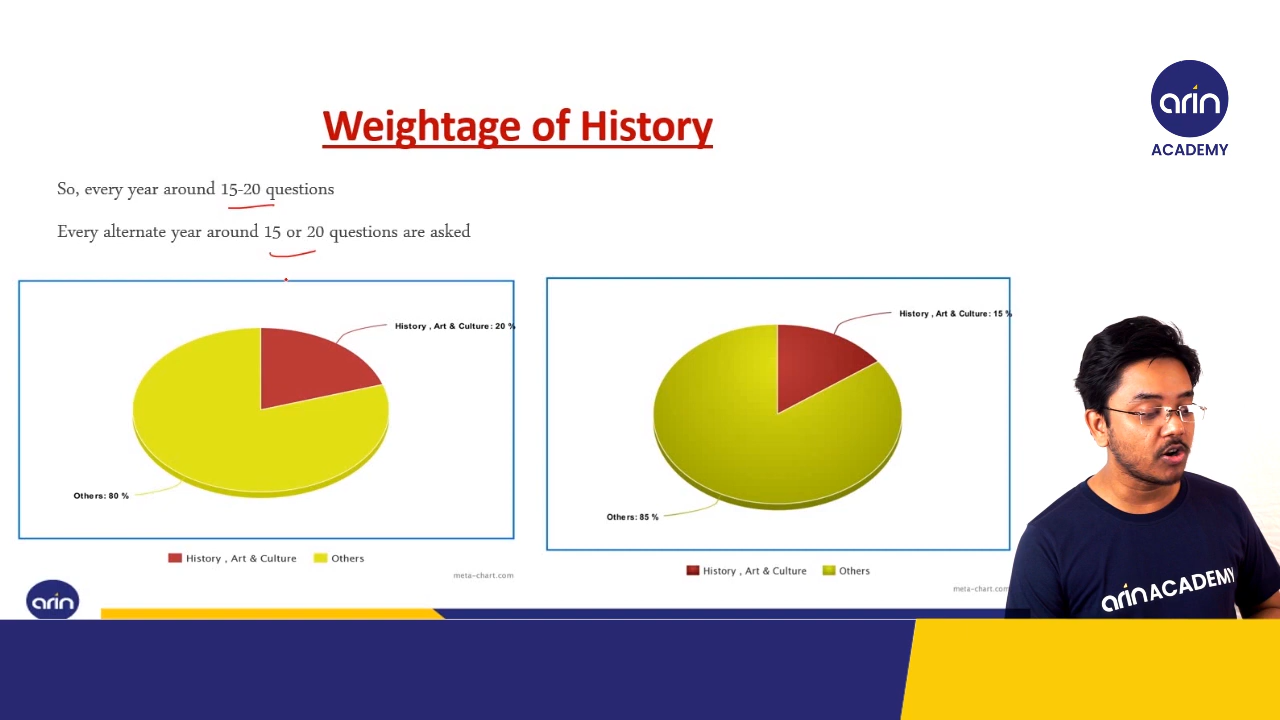 Weightage of History
arin
ACADEMY
So, every year around 15-20 questions
Every alternate year around 15 or 20 questions are asked
History , Art & Culture: 20 %
Others: 80 %
History , Art & Culture Others
meta-chart.com
History , Art & Culture: 15 %
Others: 85 %
History , Art & Culture Others
meta-chart.com
arin
arin ACADEMY